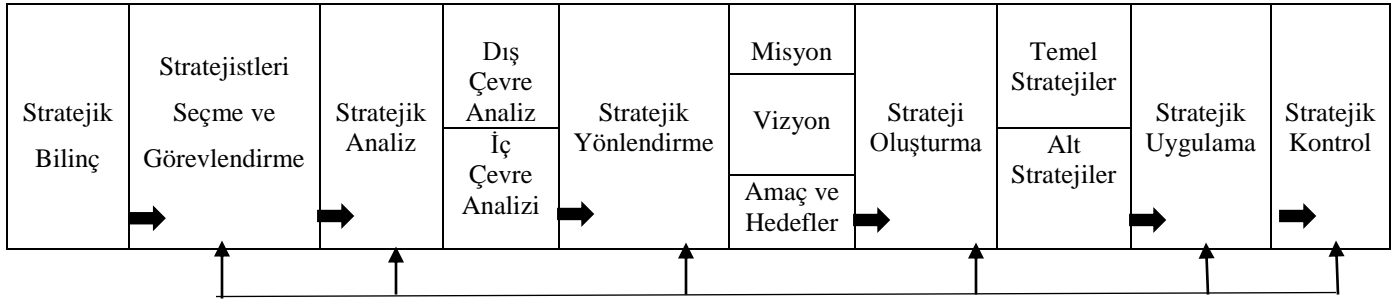 Stratejik
Bilinç
Stratejistleri
Seçme ve
Görevlendirme
Stratejik
Analiz
Dış
Çevre
Analiz
İç
Çevre
Analizi
Stratejik
Yönlendirme
Misyon
Vizyon
Amaç ve
Hedefler
Strateji
Oluşturma
Temel
Stratejiler
Alt
Stratejiler
Stratejik
Uygulama
Stratejik
Kontrol